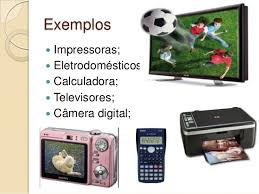 Exemplos
Impressoras;
Eletrodomésticos
Calculadora;
Televisores;
Câmera digital;